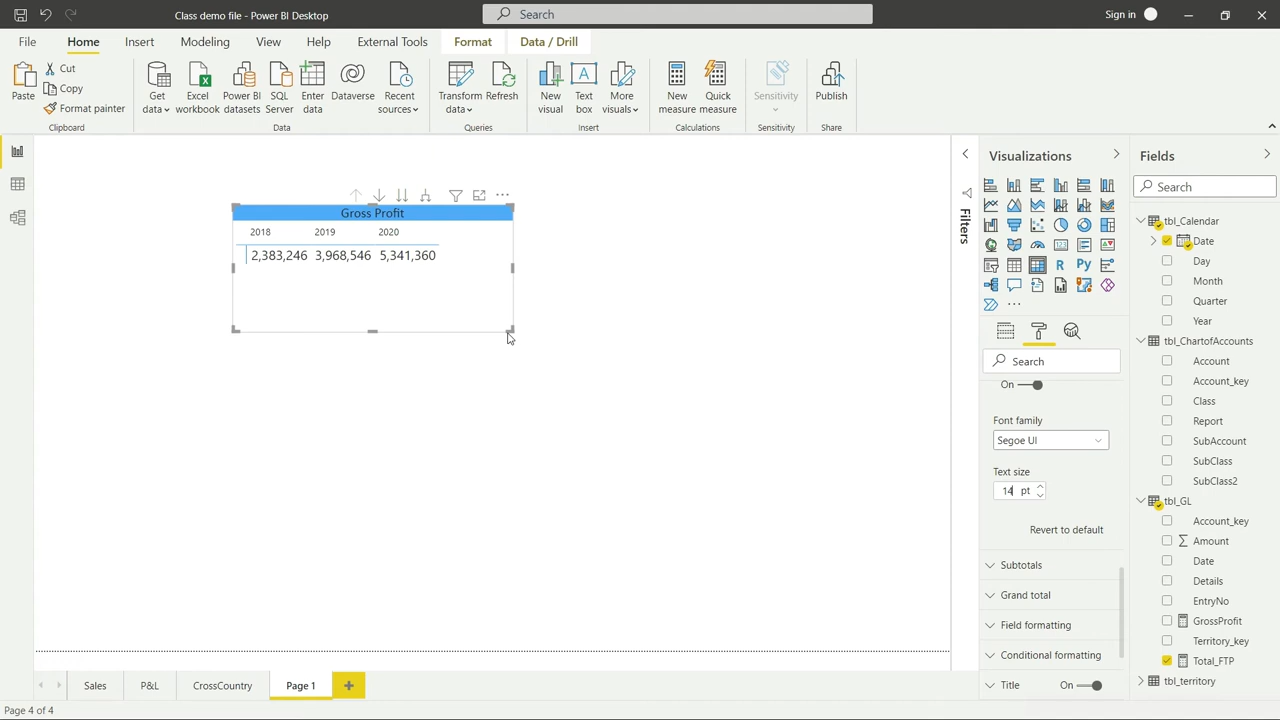 Class demo file - Power BI Desktop
Search
Sign in
File
Home
Insert
Modeling
View
Help
External Tools
Format
Data / Drill
Paste
Cut
Copy
Format painter
Clipboard
Get data
Excel workbook
Power BI datasets
SQL Server
Enter data
Dataverse
Recent sources
Data
Transform data
Refresh
Queries
New visual
Text box
More visuals
Insert
New measure
Quick measure
Calculations
Sensitivity
Sensitivity
Publish
Share
Gross Profit
2018 2019 2020
2,383,246 3,968,546 5,341,360
Filters
Visualizations
R Py
Search
On
Font family
Segoe UI
Text size
14 pt
Revert to default
Subtotals
Grand total
Field formatting
Conditional formatting
Title On
Fields
Search
tbl_Calendar
Date
Day
Month
Quarter
Year
tbl_ChartofAccounts
Account
Account_key
Class
Report
SubAccount
SubClass
SubClass2
tbl_GL
Account_key
Amount
Date
Details
EntryNo
GrossProfit
Territory_key
Total_FTP
tbl_territory
Sales
P&L
CrossCountry
Page 1
Page 4 of 4